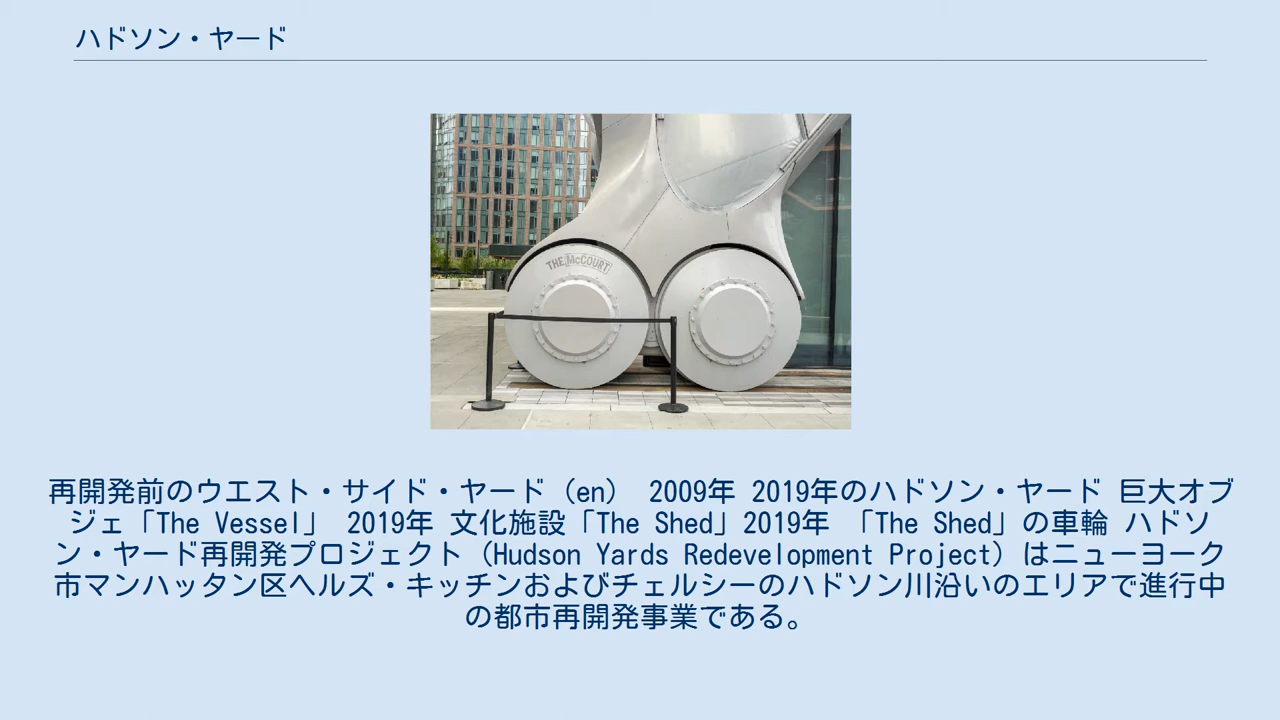 ハドソン・ヤード
THE McCOURT
再開発前のウエスト・サイド・ヤード（en） 2009年 2019年のハドソン・ヤード 巨大オブ
ジェ「The Vessel」 2019年 文化施設「The Shed」2019年 「The Shed」の車輪 ハドソ
ン・ヤード再開発プロジェクト（Hudson Yards Redevelopment Project）はニューヨーク
市マンハッタン区ヘルズ・キッチンおよびチェルシーのハドソン川沿いのエリアで進行中
の都市再開発事業である。